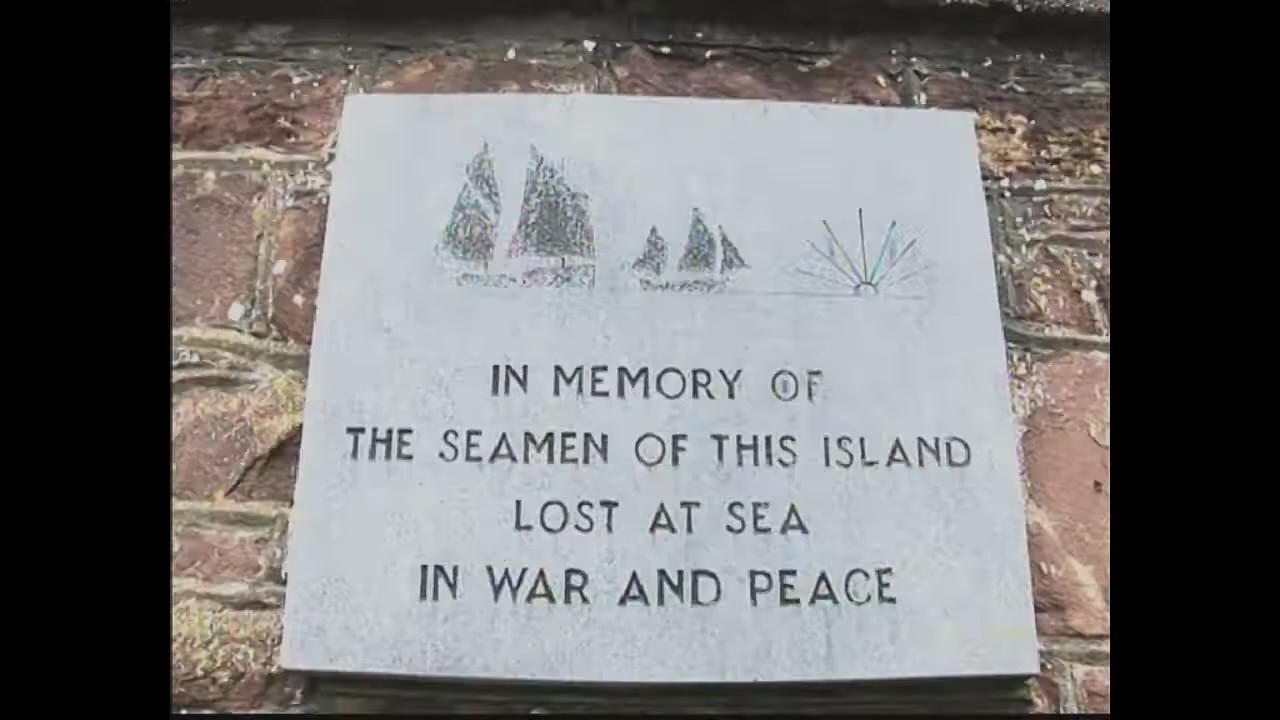 IN MEMORY OF
THE SEAMEN OF THIS ISLAND
LOST AT SEA
IN WAR AND PEACE